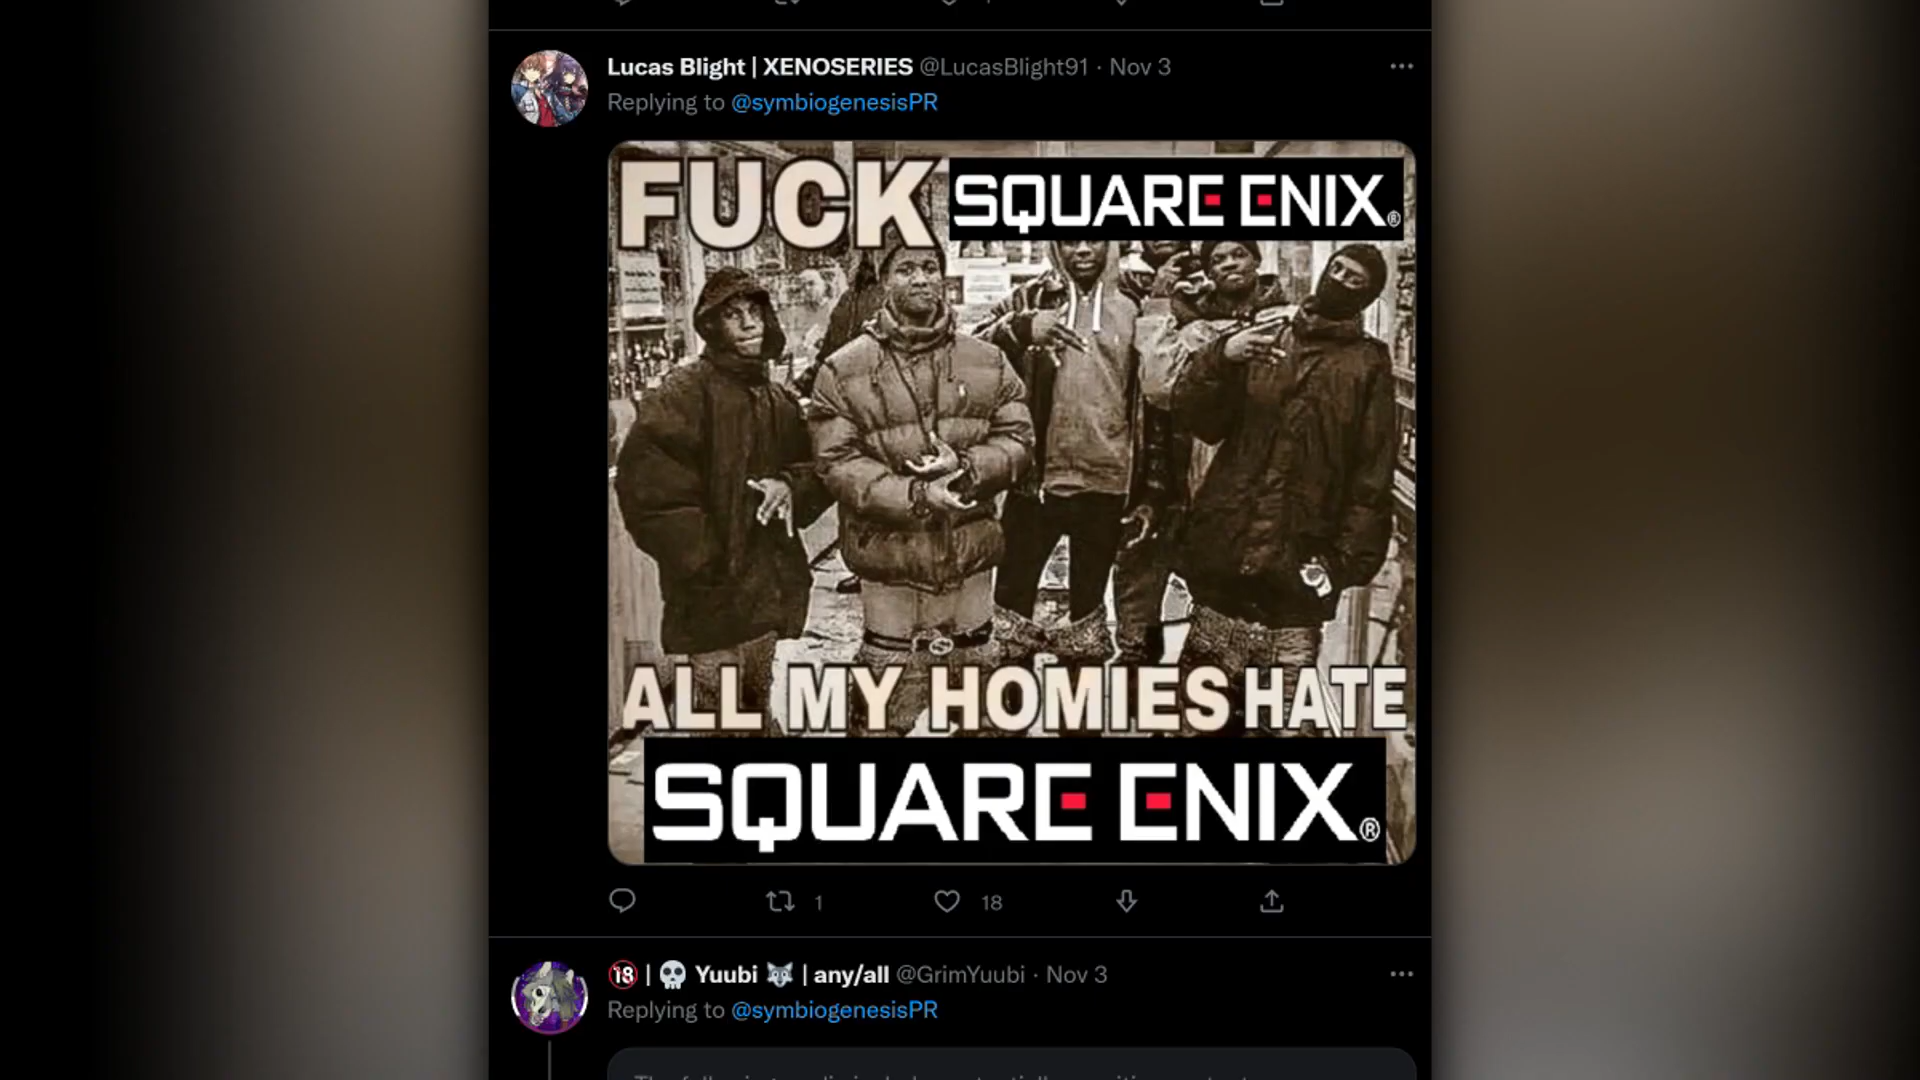 Lucas Blight | XENOSERIES @LucasBlight91 · Nov 3
Replying to @symbiogenesisPR
FUCK SQUARE ENIX®
ALL MY HOMIES HATE
SQUARE ENIX®
1 18
🔞 | 💀 Yuubi 🐺 | any/all @GrimYuubi · Nov 3
Replying to @symbiogenesisPR